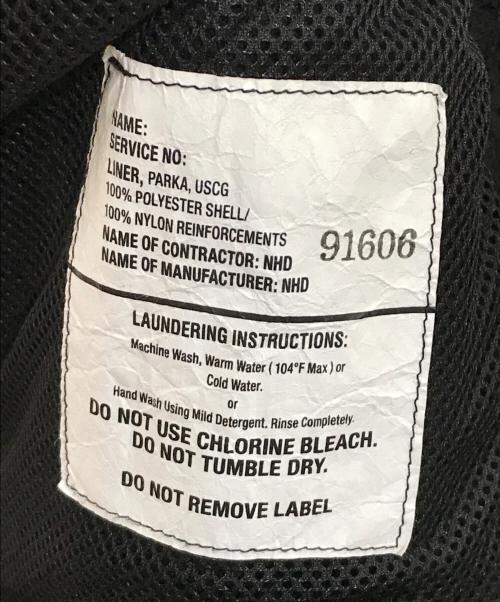 NAME:
SERVICE NO:
LINER, PARKA, USCG
100% POLYESTER SHELL/
100% NYLON REINFORCEMENTS
NAME OF CONTRACTOR: NHD
NAME OF MANUFACTURER: NHD
91606
LAUNDERING INSTRUCTIONS:
Machine Wash, Warm Water (104°F Max) or
Cold Water.
or
Hand Wash Using Mild Detergent. Rinse Completely.
DO NOT USE CHLORINE BLEACH.
DO NOT TUMBLE DRY.
DO NOT REMOVE LABEL